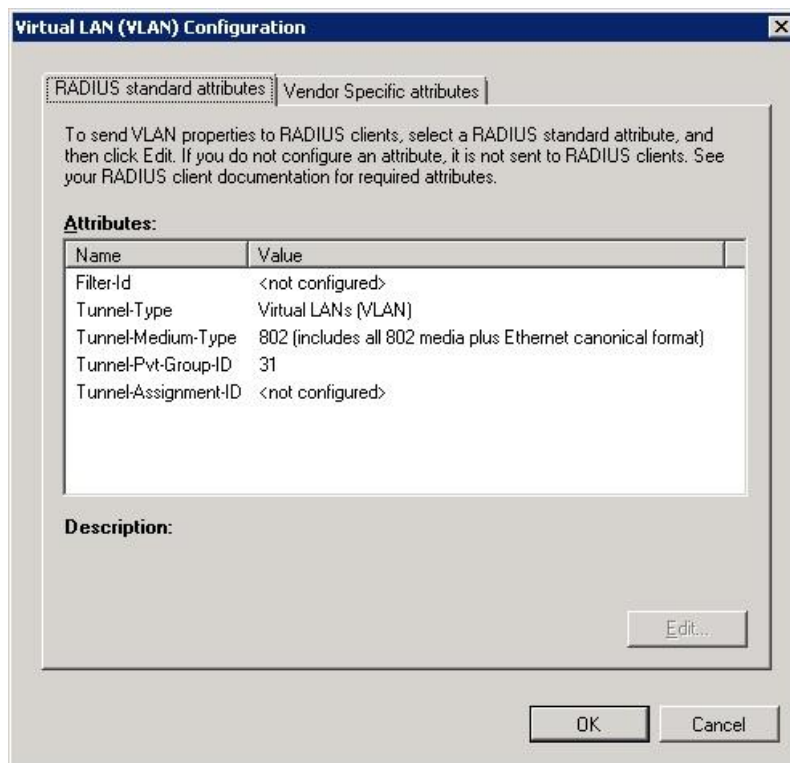 Virtual LAN (VLAN) Configuration
RADIUS standard attributes
Vendor Specific attributes
To send VLAN properties to RADIUS clients, select a RADIUS standard attribute, and
then click Edit. If you do not configure an attribute, it is not sent to RADIUS clients. See
your RADIUS client documentation for required attributes.
Attributes:
Name Value
Filter-Id <not configured>
Tunnel-Type Virtual LANs (VLAN)
Tunnel-Medium-Type 802 (includes all 802 media plus Ethernet canonical format)
Tunnel-Pvt-Group-ID 31
Tunnel-Assignment-ID <not configured>
Description:
Edit...
OK Cancel